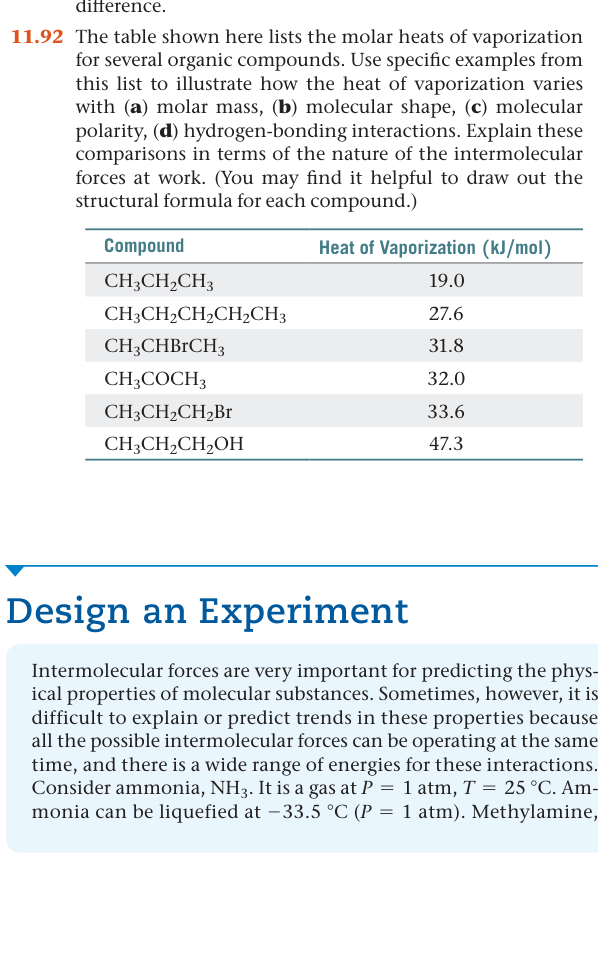 difference.
11.92 The table shown here lists the molar heats of vaporization
for several organic compounds. Use specific examples from
this list to illustrate how the heat of vaporization varies
with (a) molar mass, (b) molecular shape, (c) molecular
polarity, (d) hydrogen-bonding interactions. Explain these
comparisons in terms of the nature of the intermolecular
forces at work. (You may find it helpful to draw out the
structural formula for each compound.)
Compound Heat of Vaporization (kJ/mol)
CH₃CH₂CH₃ 19.0
CH₃CH₂CH₂CH₂CH₃ 27.6
CH₃CHBrCH₃ 31.8
CH₃COCH₃ 32.0
CH₃CH₂CH₂Br 33.6
CH₃CH₂CH₂OH 47.3
Design an Experiment
Intermolecular forces are very important for predicting the phys-
ical properties of molecular substances. Sometimes, however, it is
difficult to explain or predict trends in these properties because
all the possible intermolecular forces can be operating at the same
time, and there is a wide range of energies for these interactions.
Consider ammonia, NH₃. It is a gas at P = 1 atm, T = 25 °C. Am-
monia can be liquefied at −33.5 °C (P = 1 atm). Methylamine,